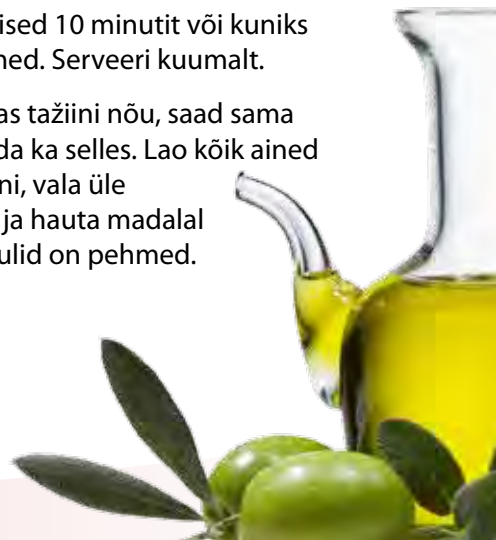 ised 10 minutit või kuniks
ned. Serveeri kuumalt.
as tažiini nõu, saad sama
da ka selles. Lao kõik ained
ni, vala üle
ja hauta madalal
ulid on pehmed.